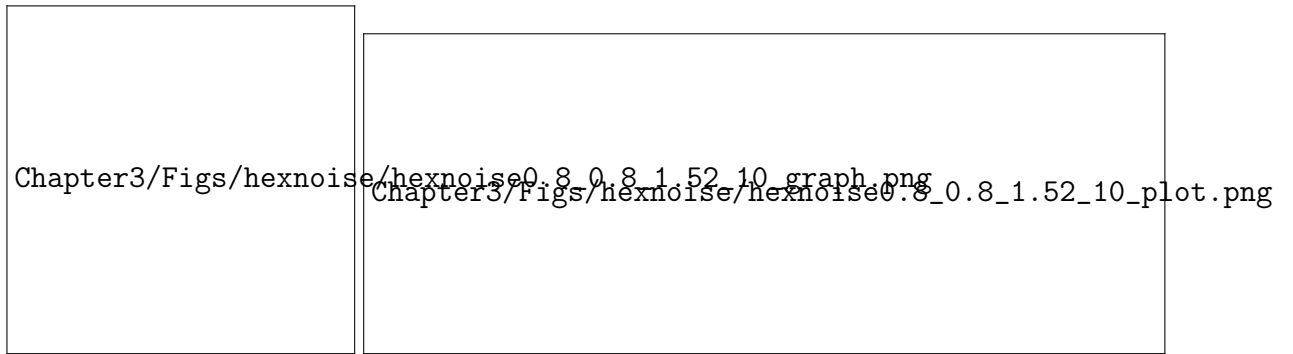 Chapter3/Figs/hexnoise/hexnoise0.8_0.8_1.52_10_graph.png
Chapter3/Figs/hexnoise/hexnoise0.8_0.8_1.52_10_plot.png